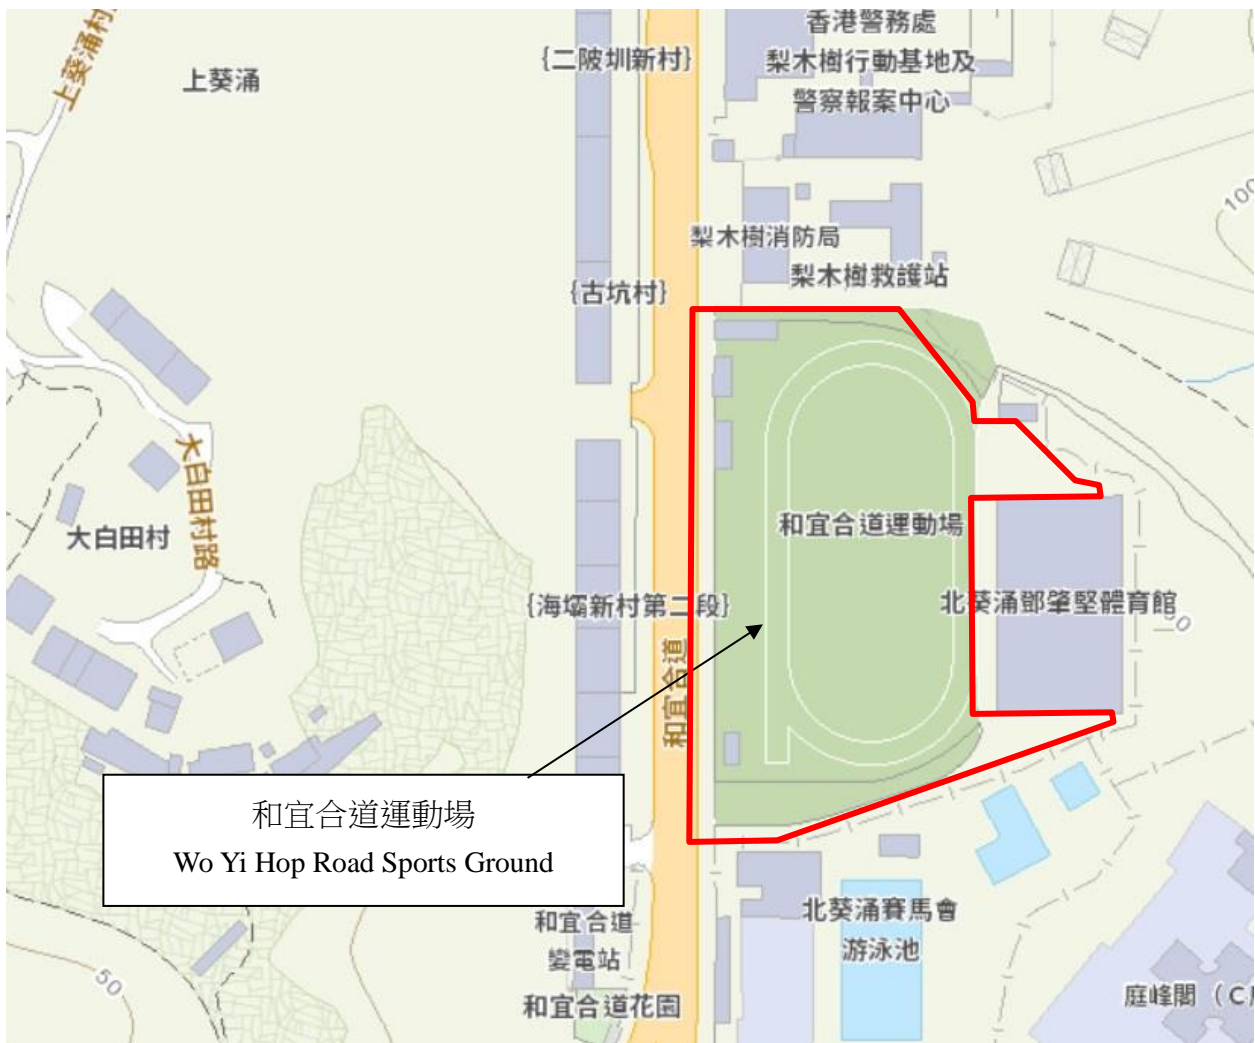 香港警務處
梨木樹行動基地及
警察報案中心
上葵涌村
{二陂圳新村}
上葵涌
梨木樹消防局
梨木樹救護站
100
{古坑村}
大白田村路
大白田村
和宜合道運動場
{海壩新村第二段}
北葵涌鄧肇堅體育館
50
和宜合道
和宜合道運動場
Wo Yi Hop Road Sports Ground
北葵涌賽馬會
游泳池
和宜合道
變電站
50
和宜合道花園
庭峰閣（C